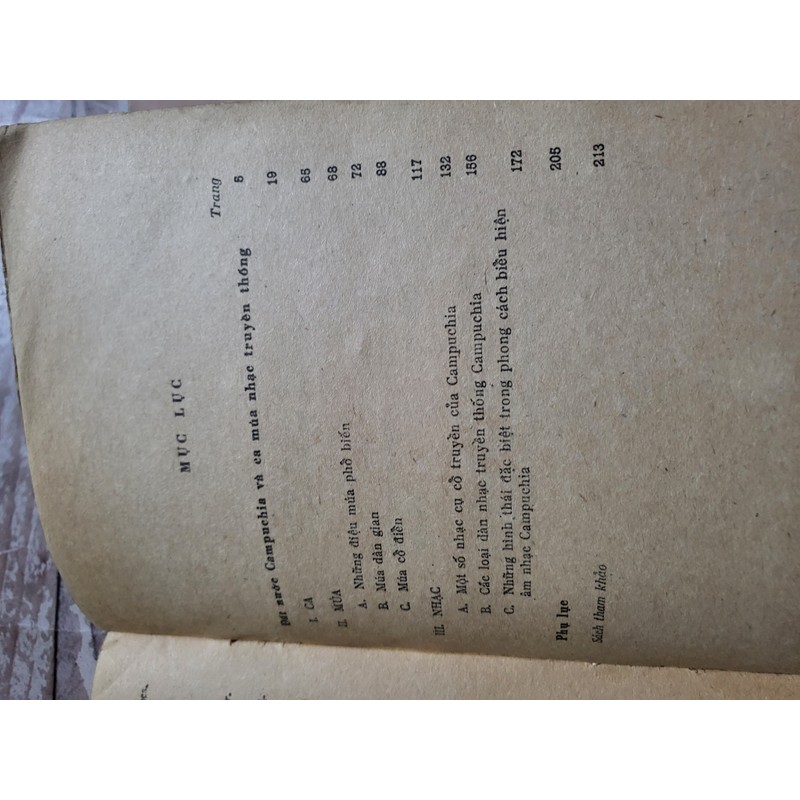 MỤC LỤC
Trang
Đất nước Campuchia và ca múa nhạc truyền thống 5
I. CA 19
II. MÚA 65
A. Những điệu múa phổ biến 68
B. Múa dân gian 72
C. Múa cổ điển 88
III. NHẠC 117
A. Một số nhạc cụ cổ truyền của Campuchia 132
B. Các loại dàn nhạc truyền thống Campuchia 156
C. Những hình thái đặc biệt trong phong cách biểu hiện
âm nhạc Campuchia 172
Phụ lục 205
Sách tham khảo 213